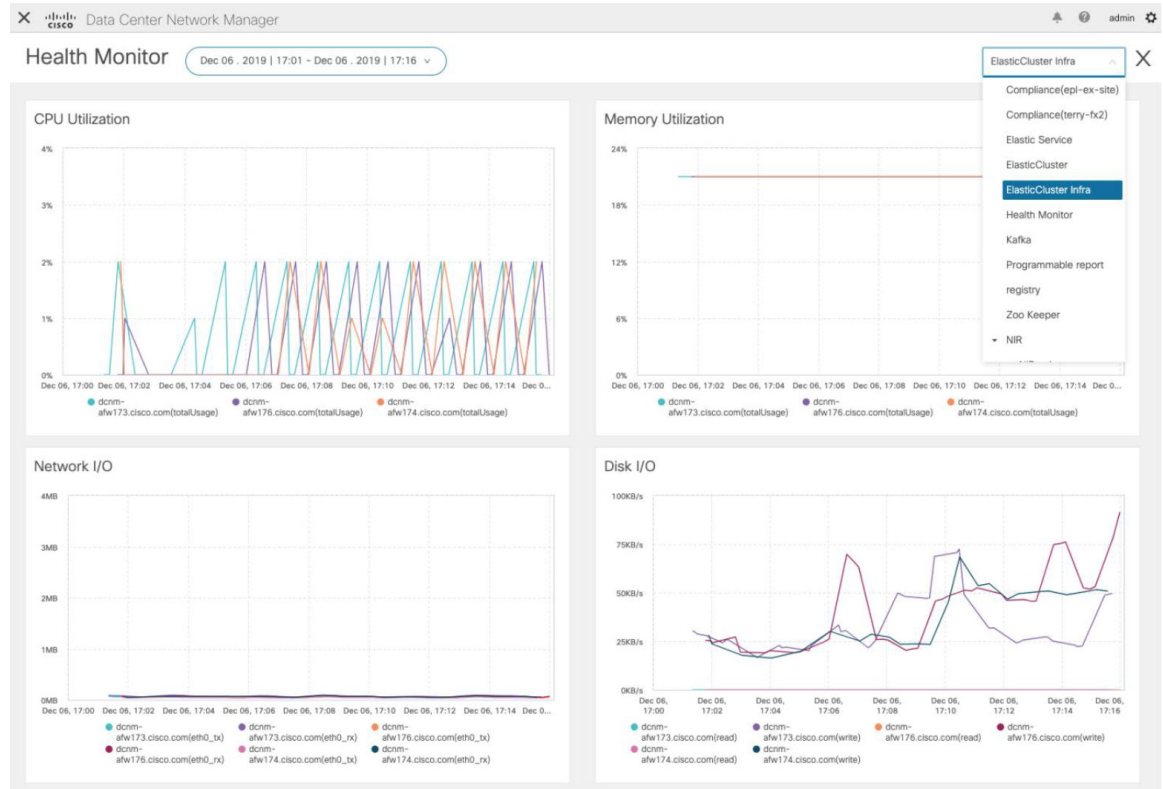 CISCO Data Center Network Manager
admin
Health Monitor
Dec 06 . 2019 | 17:01 - Dec 06 . 2019 | 17:16
ElasticCluster Infra
X
Compliance(epl-ex-site)
Compliance(terry-fx2)
Elastic Service
ElasticCluster
ElasticCluster Infra
Health Monitor
Kafka
Programmable report
registry
Zoo Keeper
NIR
CPU Utilization
4%
3%
2%
1%
0%
Dec 06, 17:00 Dec 06, 17:02 Dec 06, 17:04 Dec 06, 17:06 Dec 06, 17:08 Dec 06, 17:10 Dec 06, 17:12 Dec 06, 17:14 Dec 0...
dcnm- dcnm- dcnm-
afw173.cisco.com(totalUsage) afw176.cisco.com(totalUsage) afw174.cisco.com(totalUsage)
Memory Utilization
24%
18%
12%
6%
0%
Dec 06, 17:00 Dec 06, 17:02 Dec 06, 17:04 Dec 06, 17:06 Dec 06, 17:08 Dec 06, 17:10 Dec 06, 17:12 Dec 06, 17:14 Dec 0...
dcnm- dcnm- dcnm-
afw173.cisco.com(totalUsage) afw176.cisco.com(totalUsage) afw174.cisco.com(totalUsage)
Network I/O
4MB
3MB
2MB
1MB
0MB
Dec 06, 17:00 Dec 06, 17:02 Dec 06, 17:04 Dec 06, 17:06 Dec 06, 17:08 Dec 06, 17:10 Dec 06, 17:12 Dec 06, 17:14 Dec 0...
dcnm- dcnm- dcnm-
afw173.cisco.com(eth0_tx) afw173.cisco.com(eth0_rx) afw176.cisco.com(eth0_tx)
dcnm- dcnm- dcnm-
afw176.cisco.com(eth0_rx) afw174.cisco.com(eth0_tx) afw174.cisco.com(eth0_rx)
Disk I/O
100KB/s
75KB/s
50KB/s
25KB/s
0KB/s
Dec 06, Dec 06, Dec 06, Dec 06, Dec 06, Dec 06, Dec 06, Dec 06, Dec 06,
17:00 17:02 17:04 17:06 17:08 17:10 17:12 17:14 17:16
dcnm- dcnm- dcnm- dcnm-
afw173.cisco.com(read) afw173.cisco.com(write) afw176.cisco.com(read) afw176.cisco.com(write)
dcnm- dcnm-
afw174.cisco.com(read) afw174.cisco.com(write)